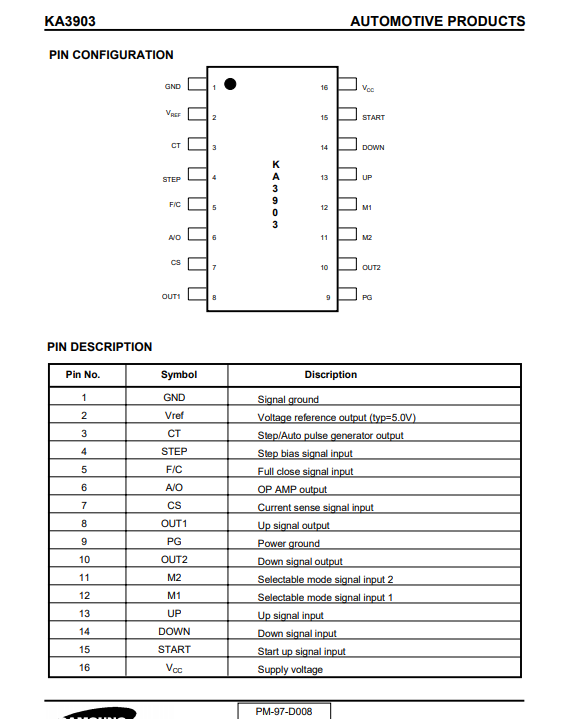 KA3903 AUTOMOTIVE PRODUCTS
PIN CONFIGURATION
GND 1 16 VCC
VREF 2 15 START
CT 3 14 DOWN
STEP 4 13 UP
F/C 5 12 M1
A/O 6 11 M2
CS 7 10 OUT2
OUT1 8 9 PG
K
A
3
9
0
3
PIN DESCRIPTION
Pin No. Symbol Discription
1 GND Signal ground
2 Vref Voltage reference output (typ=5.0V)
3 CT Step/Auto pulse generator output
4 STEP Step bias signal input
5 F/C Full close signal input
6 A/O OP AMP output
7 CS Current sense signal input
8 OUT1 Up signal output
9 PG Power ground
10 OUT2 Down signal output
11 M2 Selectable mode signal input 2
12 M1 Selectable mode signal input 1
13 UP Up signal input
14 DOWN Down signal input
15 START Start up signal input
16 VCC Supply voltage
PM-97-D008